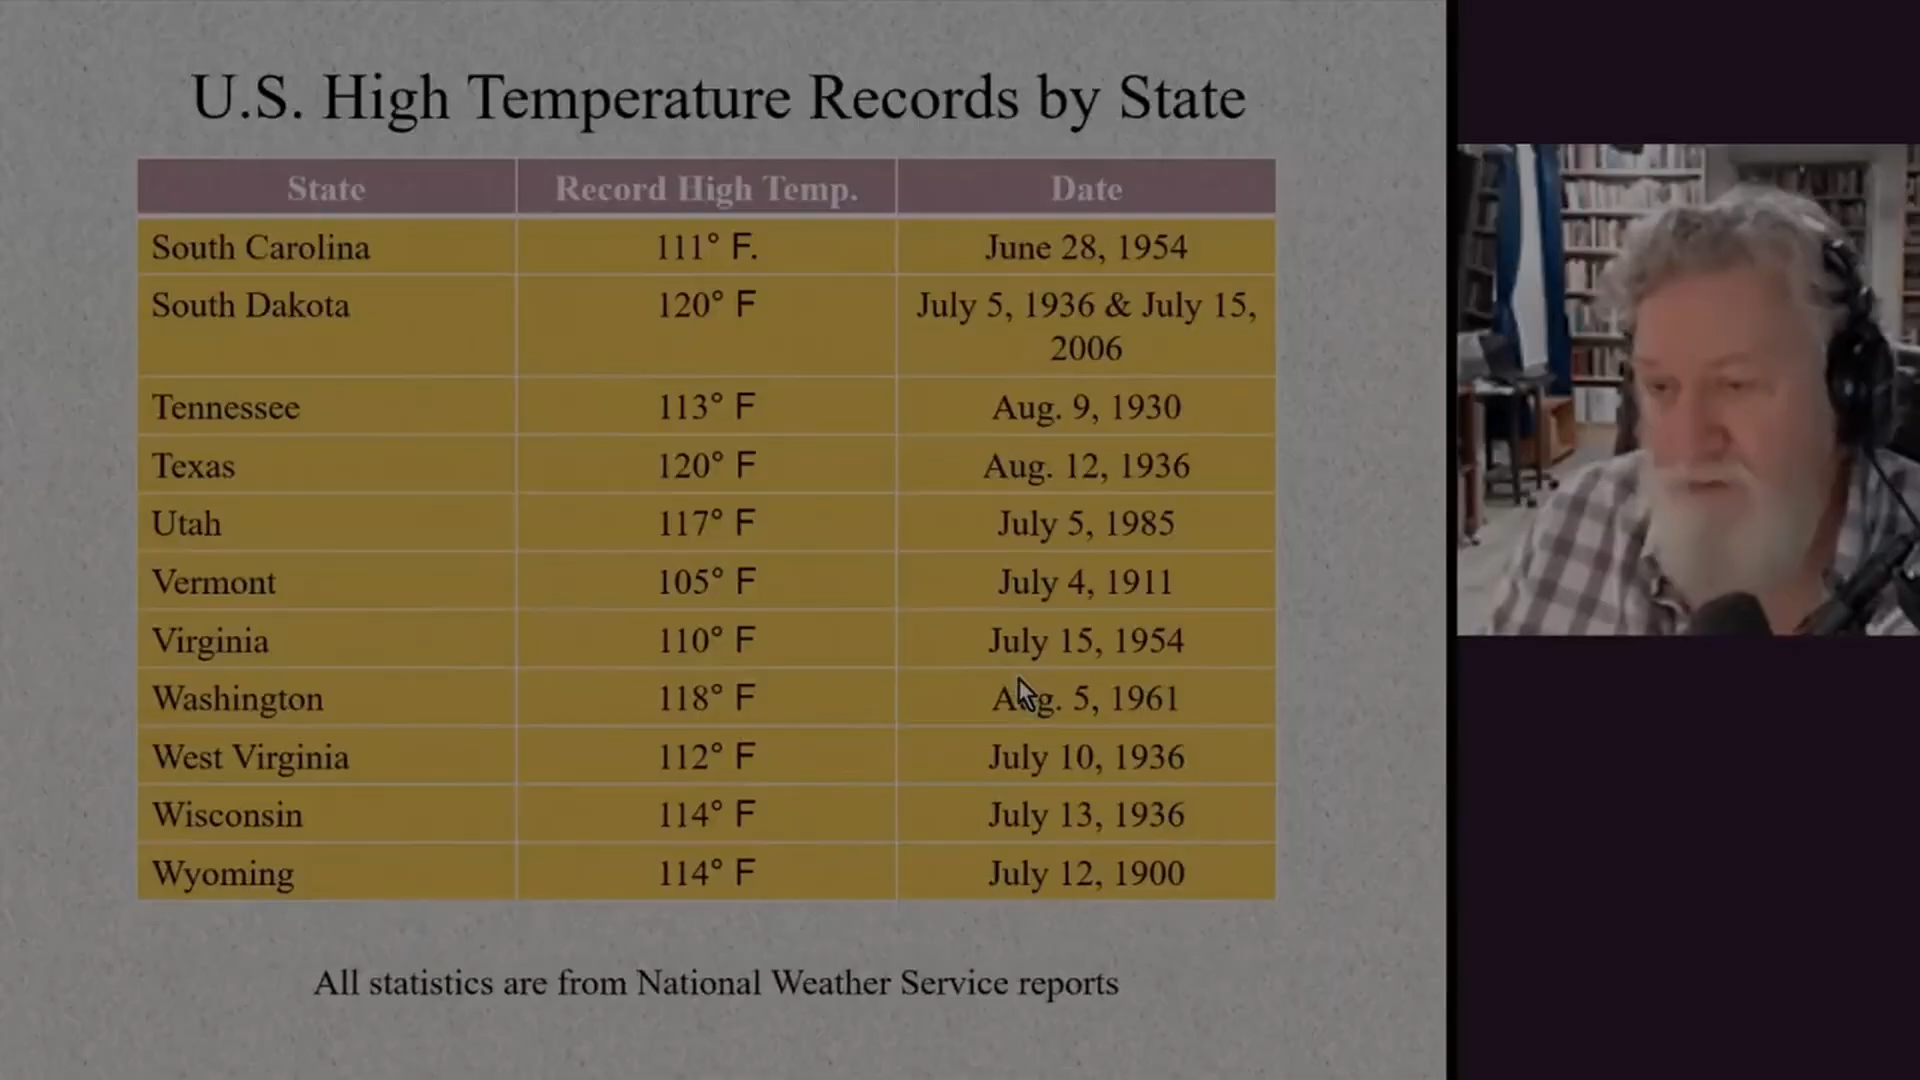 U.S. High Temperature Records by State
State Record High Temp. Date
South Carolina 111° F. June 28, 1954
South Dakota 120° F July 5, 1936 & July 15,
2006
Tennessee 113° F Aug. 9, 1930
Texas 120° F Aug. 12, 1936
Utah 117° F July 5, 1985
Vermont 105° F July 4, 1911
Virginia 110° F July 15, 1954
Washington 118° F Aug. 5, 1961
West Virginia 112° F July 10, 1936
Wisconsin 114° F July 13, 1936
Wyoming 114° F July 12, 1900
All statistics are from National Weather Service reports